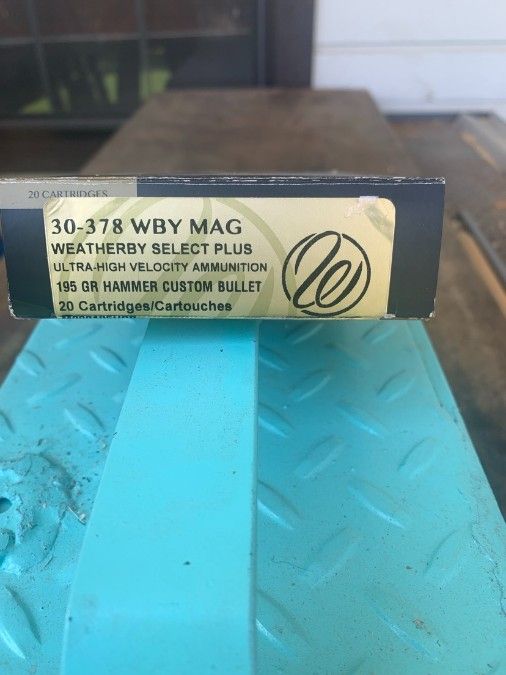 20 CARTRIDGES
30-378 WBY MAG
WEATHERBY SELECT PLUS
ULTRA-HIGH VELOCITY AMMUNITION
195 GR HAMMER CUSTOM BULLET
20 Cartridges/Cartouches